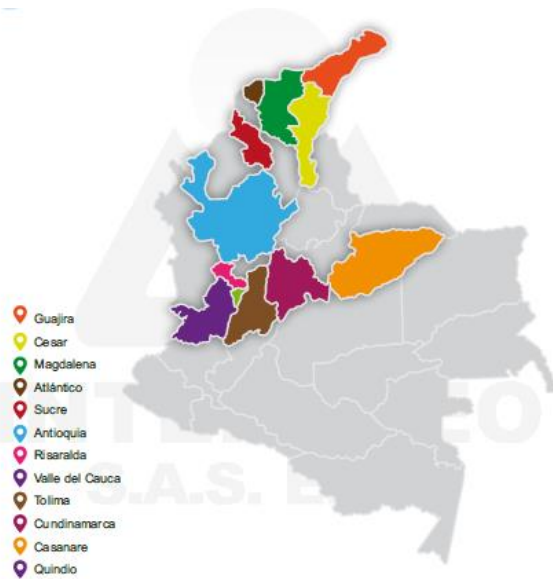 Guajira
Cesar
Magdalena
Atlántico
Sucre
Antioquia
Risaralda
Valle del Cauca
Tolima
Cundinamarca
Casanare
Quindio
S.A.S. E